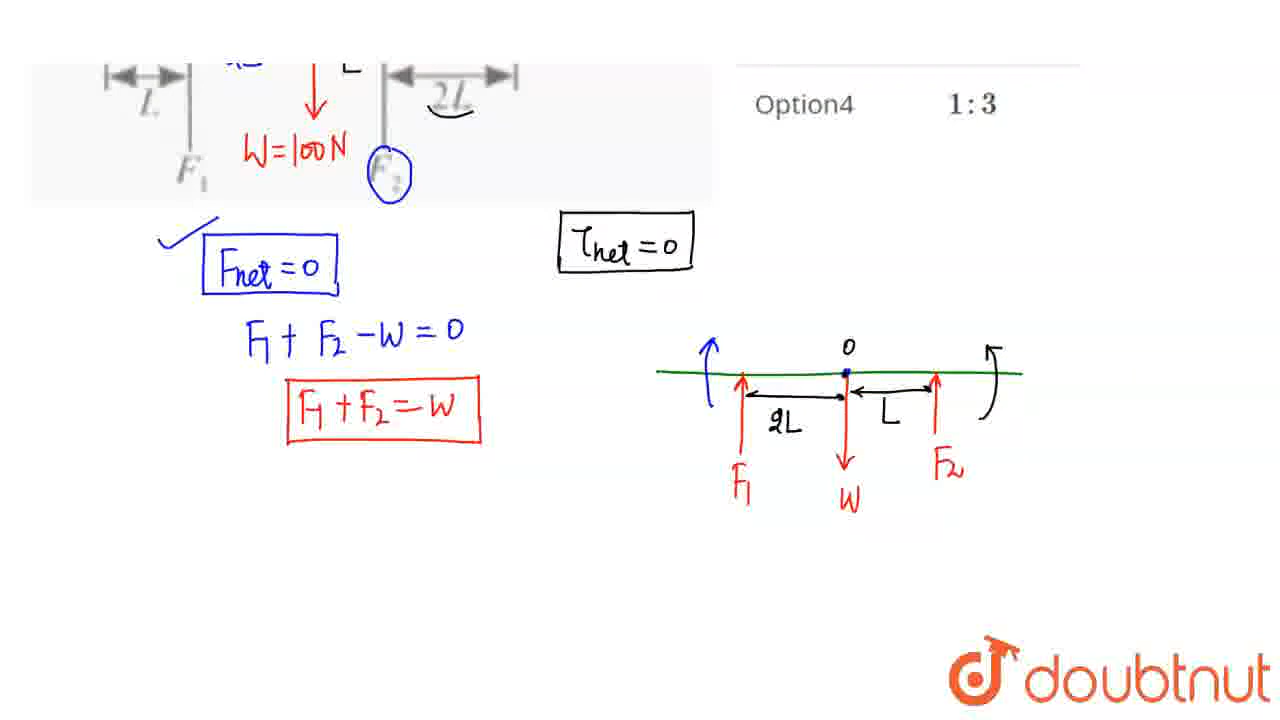 L 2L
W=100N
F₁ F₂
Option4 1:3
Fnet=0
τnet=0
F₁+ F₂-W=0
F₁+F₂=W
O
2L L
F₁ W F₂
doubtnut